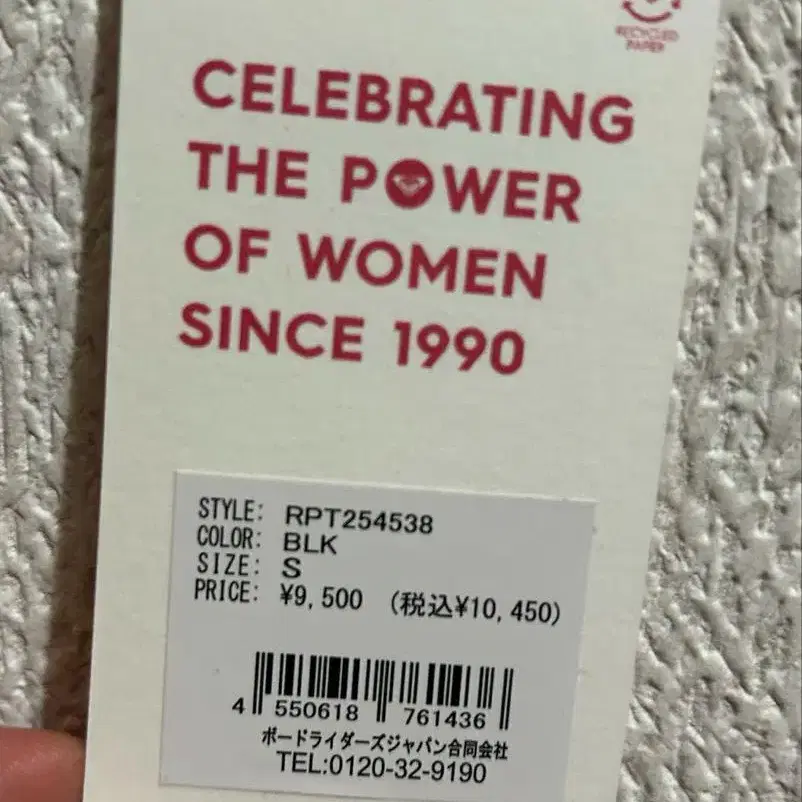 RECYCLED
PAPER
CELEBRATING
THE POWER
OF WOMEN
SINCE 1990
STYLE: RPT254538
COLOR: BLK
SIZE: S
PRICE: ¥9,500 (税込¥10,450)
4 550618 761436
ボードライダーズジャパン合同会社
TEL:0120-32-9190